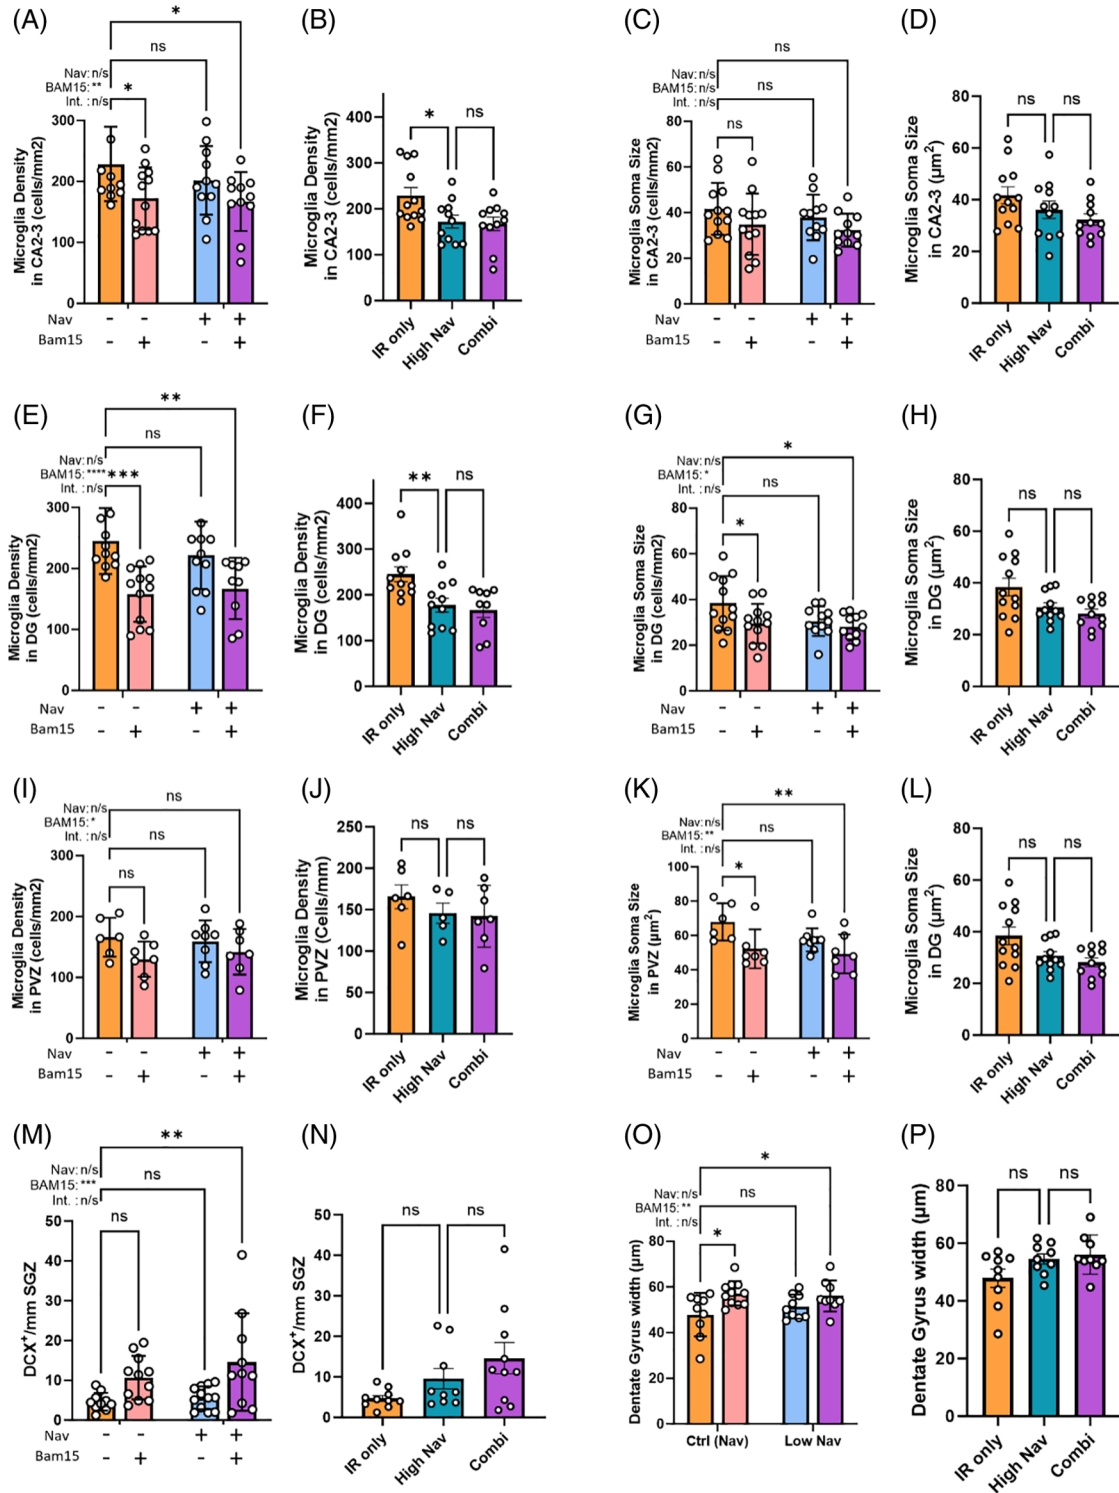 (A)
*
ns
Nav: n/s
BAM15: **
Int. : n/s
*
Microglia Density
in CA2-3 (cells/mm2)
300
200
100
0
Nav - - + +
Bam15 - + - +
(B)
*
ns
Microglia Density
in CA2-3 (cells/mm2)
400
300
200
100
0
IR only
High Nav
Combi
(C)
ns
Nav: n/s
BAM15: n/s
Int. : n/s
ns
ns
Microglia Soma Size
in CA2-3 (cells/mm2)
80
60
40
20
0
Nav - - + +
Bam15 - + - +
(D)
ns
ns
Microglia Soma Size
in CA2-3 (µm²)
80
60
40
20
0
IR only
High Nav
Combi
(E)
**
ns
Nav: n/s
BAM15: ****
Int. : n/s
***
Microglia Density
in DG (cells/mm2)
300
200
100
0
Nav - - + +
Bam15 - + - +
(F)
**
ns
Microglia Density
in DG (cells/mm2)
400
300
200
100
0
IR only
High Nav
Combi
(G)
*
Nav: n/s
BAM15: *
Int. : n/s
ns
*
Microglia Soma Size
in DG (cells/mm2)
80
60
40
20
0
Nav - - + +
Bam15 - + - +
(H)
ns
ns
Microglia Soma Size
in DG (µm²)
80
60
40
20
0
IR only
High Nav
Combi
(I)
ns
Nav: n/s
BAM15: *
Int. : n/s
ns
ns
Microglia Density
in PVZ (cells/mm2)
300
200
100
0
Nav - - + +
Bam15 - + - +
(J)
ns
ns
Microglia Density
in PVZ (Cells/mm)
250
200
150
100
50
0
IR only
High Nav
Combi
(K)
**
Nav: n/s
BAM15: **
Int. : n/s
ns
*
Microglia Soma Size
in PVZ (µm²)
100
80
60
40
20
0
Nav - - + +
Bam15 - + - +
(L)
ns
ns
Microglia Soma Size
in DG (µm²)
80
60
40
20
0
IR only
High Nav
Combi
(M)
**
Nav: n/s
BAM15: ***
Int. : n/s
ns
ns
DCX⁺/mm SGZ
50
40
30
20
10
0
Nav - - + +
Bam15 - + - +
(N)
ns
ns
DCX⁺/mm SGZ
50
40
30
20
10
0
IR only
High Nav
Combi
(O)
*
Nav: n/s
BAM15: **
Int. : n/s
ns
*
Dentate Gyrus width (µm)
80
60
40
20
0
Ctrl (Nav)
Low Nav
(P)
ns
ns
Dentate Gyrus width (µm)
80
60
40
20
0
IR only
High Nav
Combi